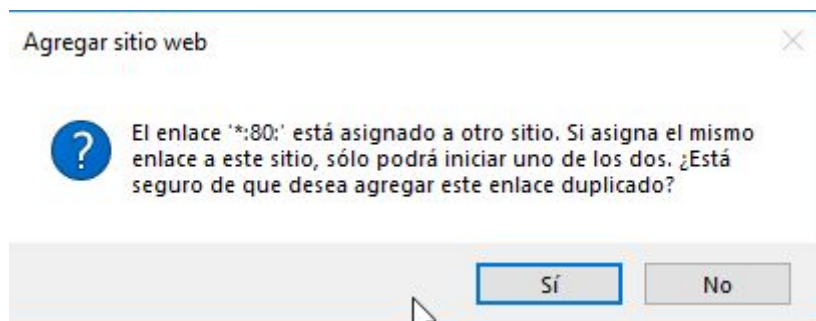 Agregar sitio web
El enlace '*:80:' está asignado a otro sitio. Si asigna el mismo
enlace a este sitio, sólo podrá iniciar uno de los dos. ¿Está
seguro de que desea agregar este enlace duplicado?
Sí
No